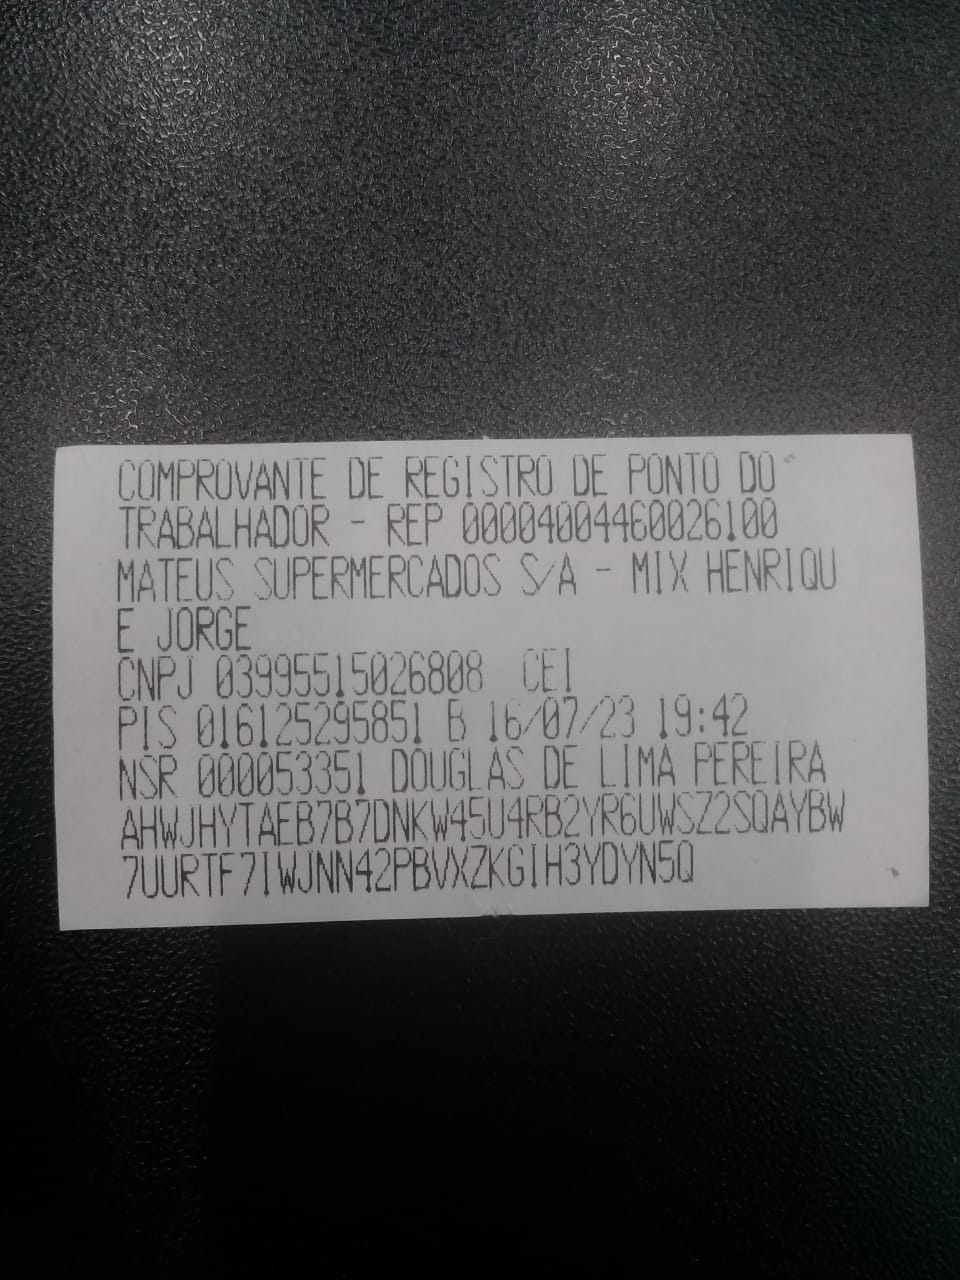 COMPROVANTE DE REGISTRO DE PONTO DO
TRABALHADOR - REP 00004004460026100
MATEUS SUPERMERCADOS S/A - MIX HENRIQU
E JORGE
CNPJ 03995515026808 CEI
PIS 016125295851 B 16/07/23 19:42
NSR 000053351 DOUGLAS DE LIMA PEREIRA
AHWJHYTAEB7B7DNKW45U4RB2YR6UWSZ2SQAYBW
7UURTF7IWJNN42PBVXZKGIH3YDYN5Q